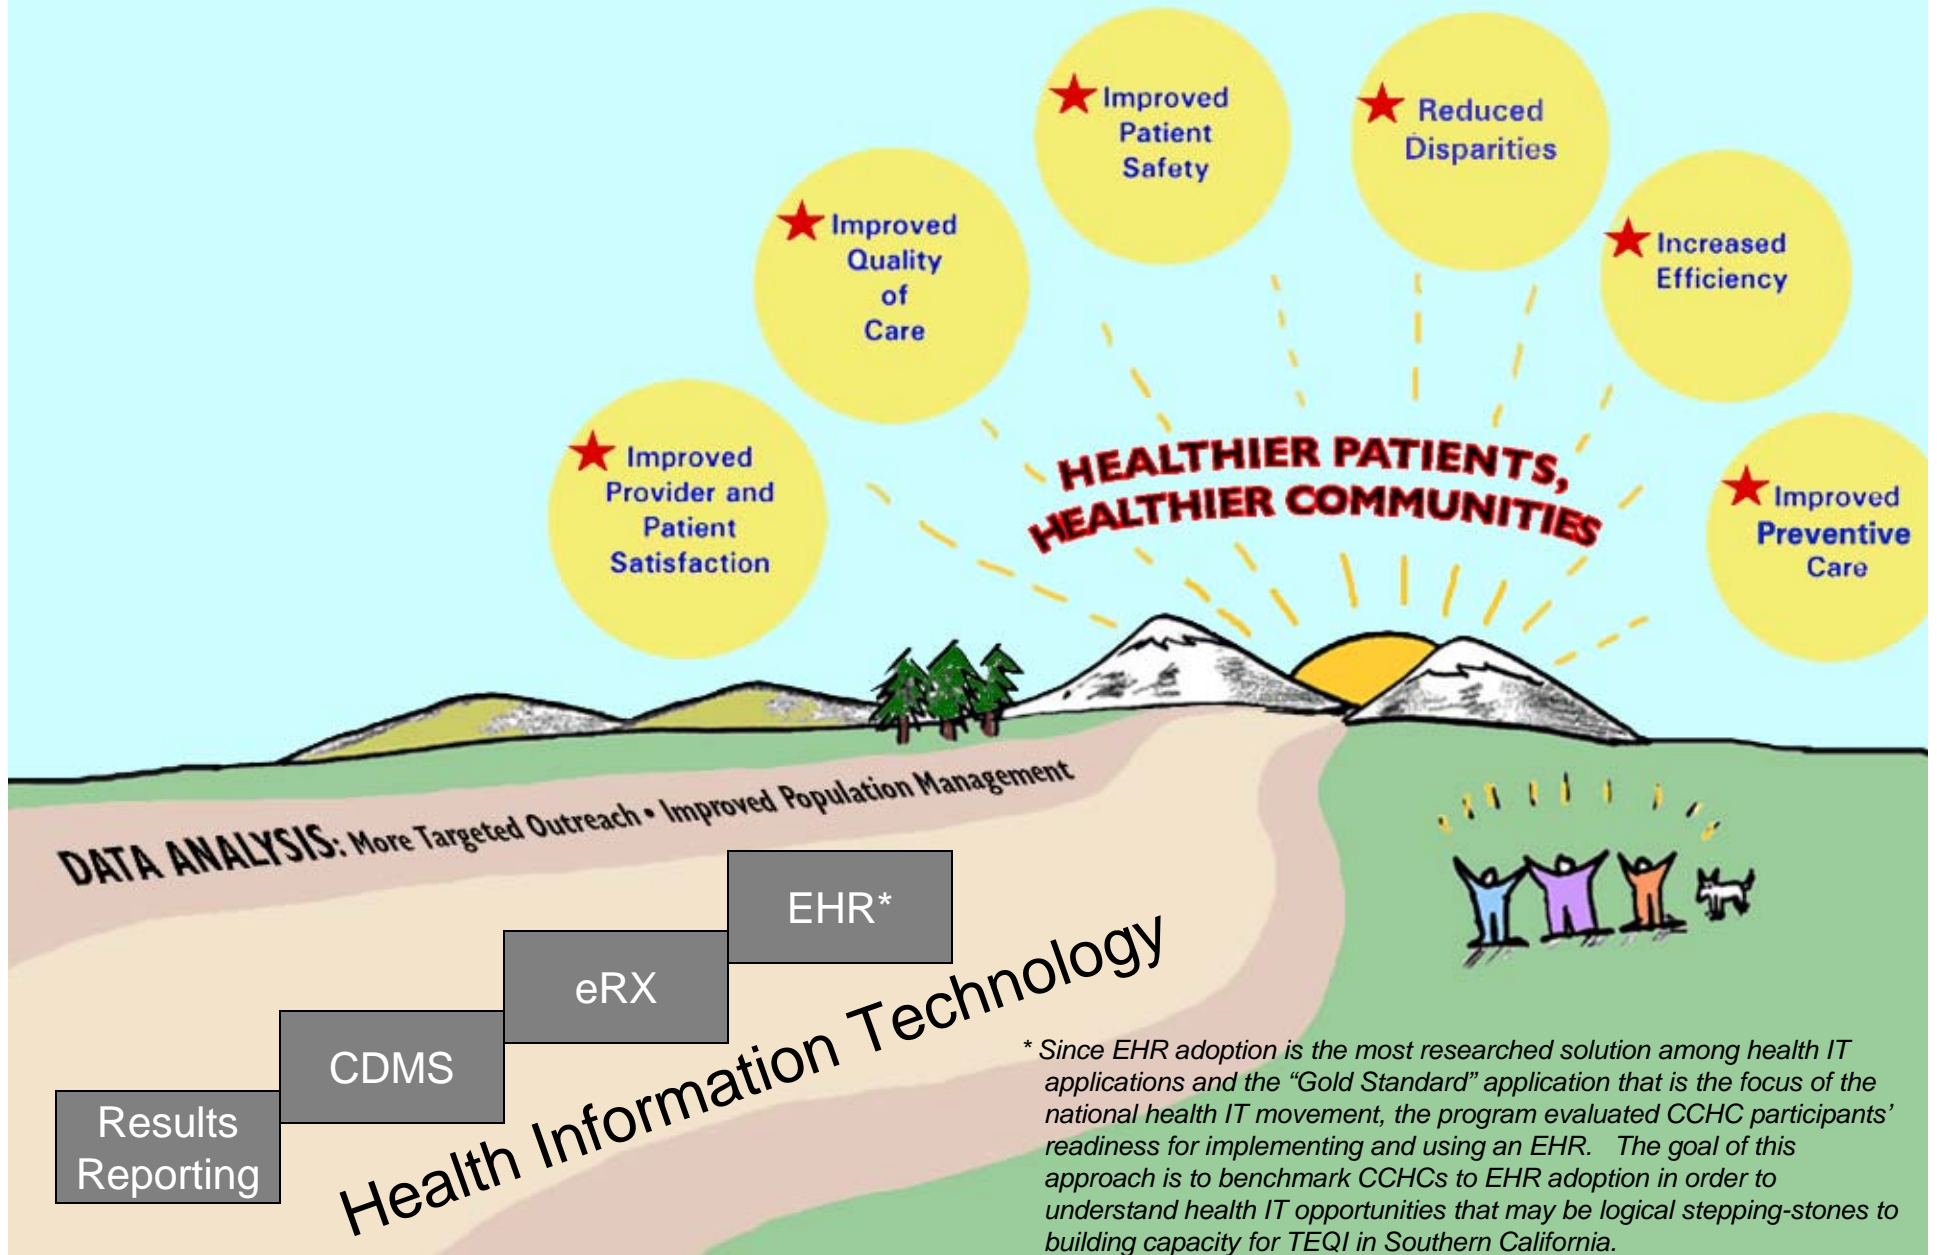 Improved
Patient
Safety
Reduced
Disparities
Improved
Quality
of
Care
Increased
Efficiency
Improved
Provider and
Patient
Satisfaction
HEALTHIER PATIENTS,
HEALTHIER COMMUNITIES
Improved
Preventive
Care
DATA ANALYSIS: More Targeted Outreach • Improved Population Management
EHR*
eRX
CDMS
Results
Reporting
Health Information Technology
* Since EHR adoption is the most researched solution among health IT
applications and the “Gold Standard” application that is the focus of the
national health IT movement, the program evaluated CCHC participants’
readiness for implementing and using an EHR. The goal of this
approach is to benchmark CCHCs to EHR adoption in order to
understand health IT opportunities that may be logical stepping-stones to
building capacity for TEQI in Southern California.